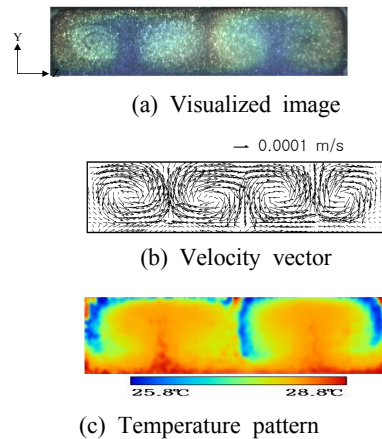 Y
(a) Visualized image
0.0001 m/s
(b) Velocity vector
25.8℃ 28.8℃
(c) Temperature pattern